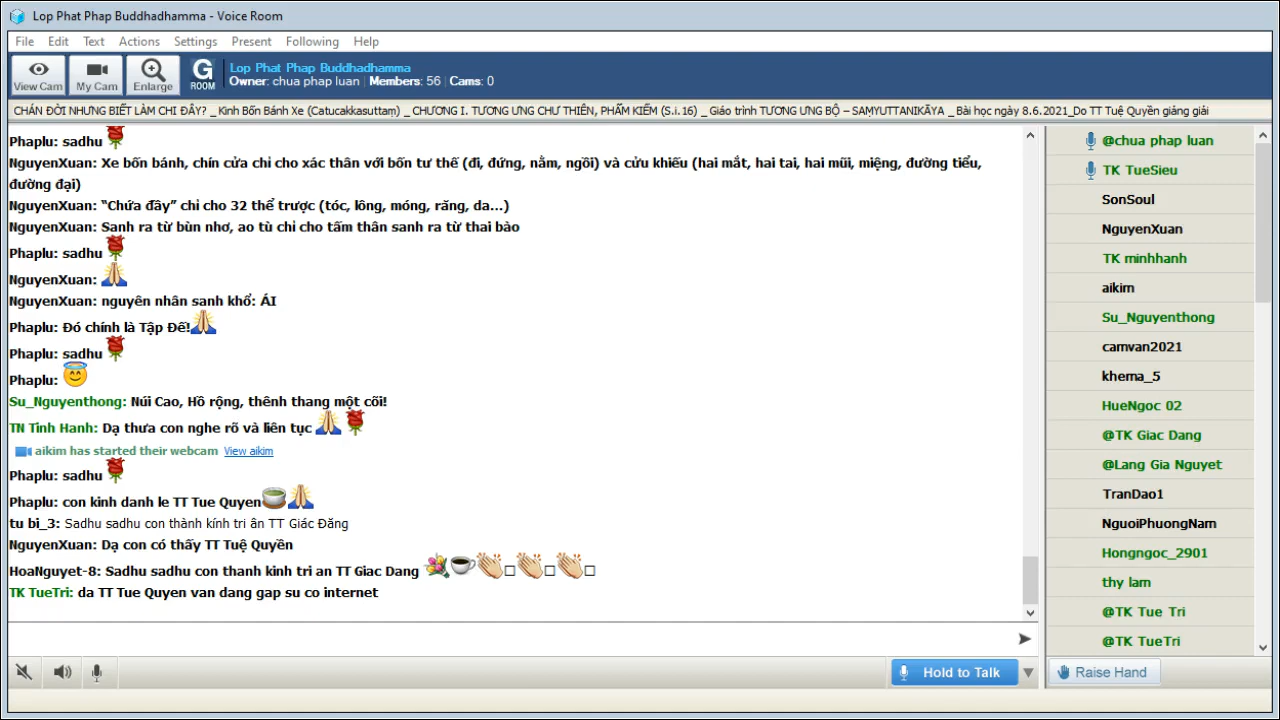 Lop Phat Phap Buddhadhamma - Voice Room
File Edit Text Actions Settings Present Following Help
View Cam My Cam Enlarge G ROOM
Lop Phat Phap Buddhadhamma
Owner: chua phap luan | Members: 56 | Cams: 0
CHÁN ĐỜI NHƯNG BIẾT LÀM CHI ĐÂY? _Kinh Bốn Bánh Xe (Catucakkasuttaṃ) _CHƯƠNG I. TƯƠNG ƯNG CHƯ THIÊN, PHẨM KIẾM (S.i.16) _Giáo trình TƯƠNG ƯNG BỘ – SAṂYUTTANIKĀYA _Bài học ngày 8.6.2021_Do TT Tuệ Quyền giảng giải
Phaplu: sadhu
NguyenXuan: Xe bốn bánh, chín cửa chỉ cho xác thân với bốn tư thế (đi, đứng, nằm, ngồi) và cửu khiếu (hai mắt, hai tai, hai mũi, miệng, đường tiểu,
đường đại)
NguyenXuan: “Chứa đầy” chỉ cho 32 thể trược (tóc, lông, móng, răng, da...)
NguyenXuan: Sanh ra từ bùn nhơ, ao tù chỉ cho tấm thân sanh ra từ thai bào
Phaplu: sadhu
NguyenXuan:
NguyenXuan: nguyên nhân sanh khổ: ÁI
Phaplu: Đó chính là Tập Đế!
Phaplu: sadhu
Phaplu:
Su_Nguyenthong: Núi Cao, Hồ rộng, thênh thang một cõi!
TN Tinh Hanh: Dạ thưa con nghe rõ và liên tục
aikim has started their webcam View aikim
Phaplu: sadhu
Phaplu: con kinh danh le TT Tue Quyen
tu bi_3: Sadhu sadhu con thành kính tri ân TT Giác Đăng
NguyenXuan: Dạ con có thấy TT Tuệ Quyền
HoaNguyet-8: Sadhu sadhu con thanh kinh tri an TT Giac Dang
TK TueTri: da TT Tue Quyen van dang gap su co internet
Hold to Talk
@chua phap luan
TK TueSieu
SonSoul
NguyenXuan
TK minhhanh
aikim
Su_Nguyenthong
camvan2021
khema_5
HueNgoc 02
@TK Giac Dang
@Lang Gia Nguyet
TranDao1
NguoiPhuongNam
Hongngoc_2901
thy lam
@TK Tue Tri
@TK TueTri
Raise Hand